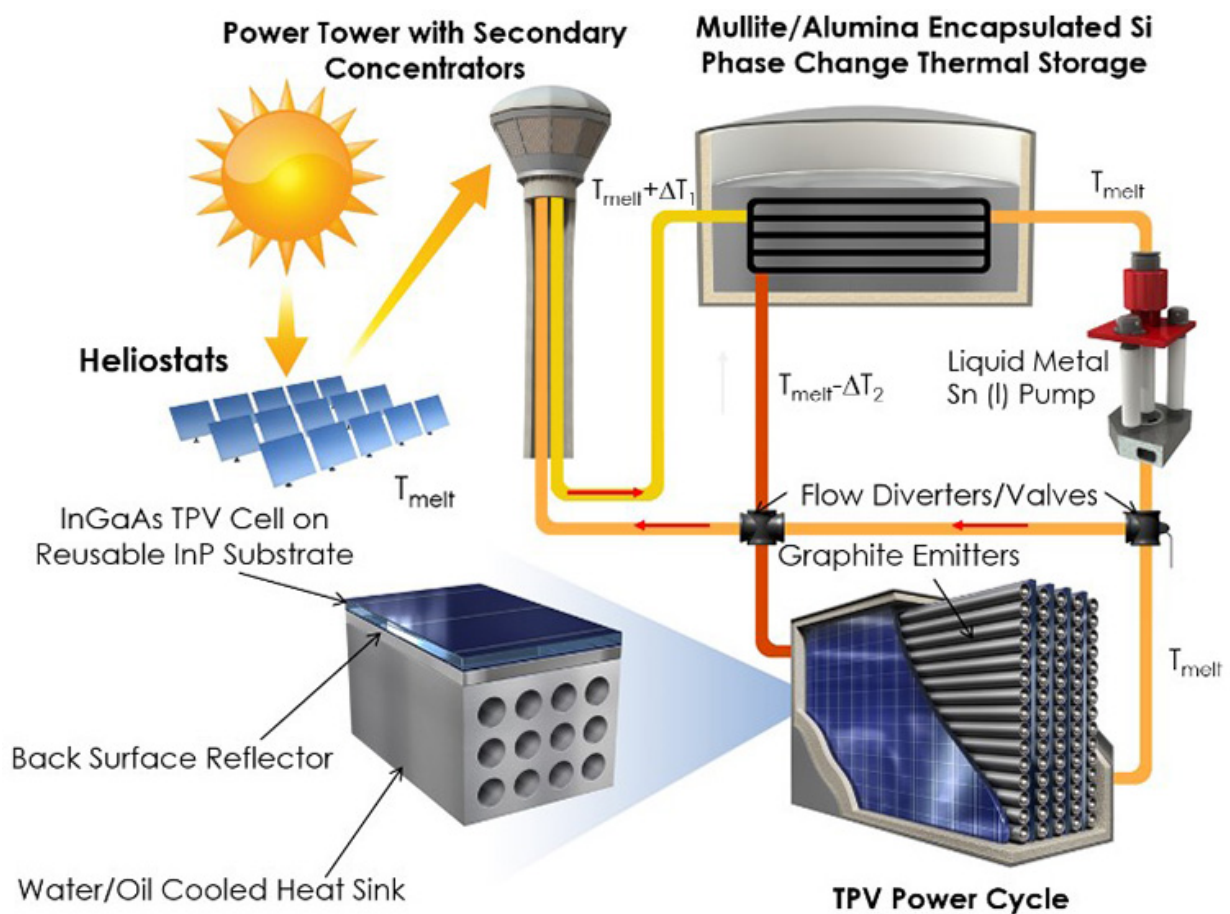 Power Tower with Secondary
Concentrators
Mullite/Alumina Encapsulated Si
Phase Change Thermal Storage
Tmelt+ΔT1
Tmelt
Heliostats
Liquid Metal
Sn (l) Pump
Tmelt-ΔT2
Tmelt
Flow Diverters/Valves
InGaAs TPV Cell on
Reusable InP Substrate
Graphite Emitters
Tmelt
Back Surface Reflector
Water/Oil Cooled Heat Sink
TPV Power Cycle